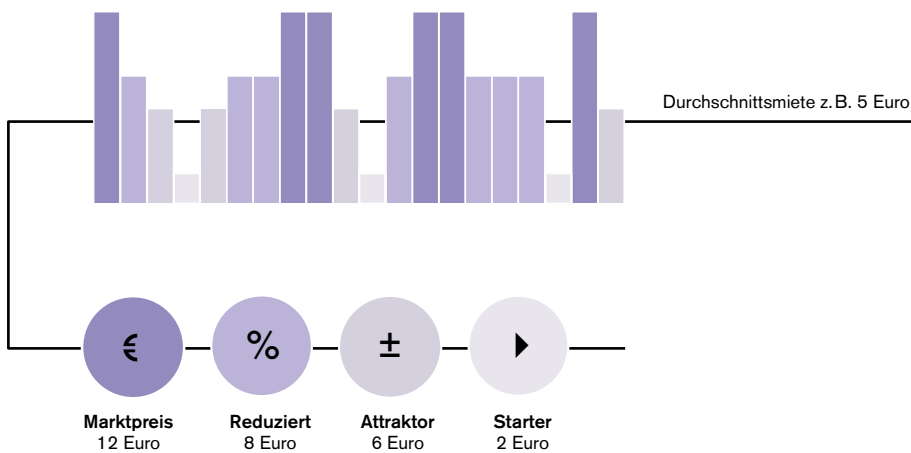 Durchschnittsmiete z.B. 5 Euro
€ % ±
Marktpreis Reduziert Attraktor Starter
12 Euro 8 Euro 6 Euro 2 Euro